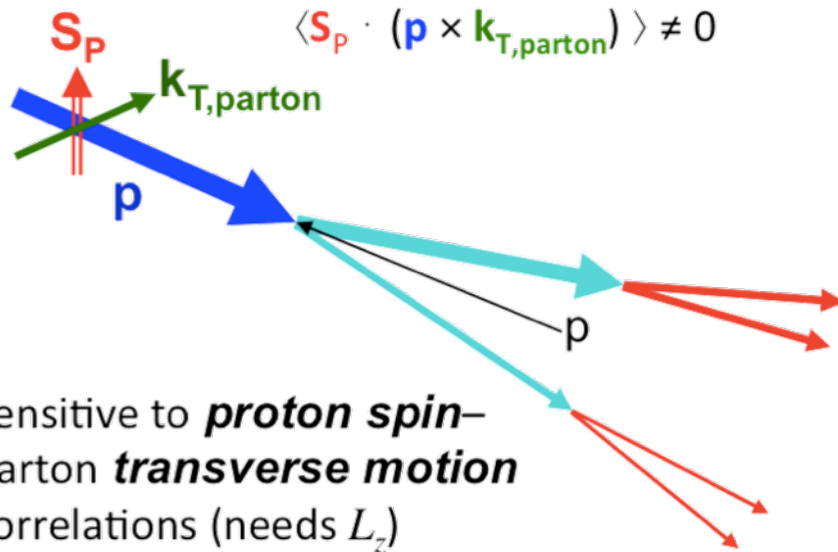 S_P
⟨S_P · (p × k_T,parton) ⟩ ≠ 0
k_T,parton
p
p
ensitive to proton spin–
arton transverse motion
orrelations (needs L_z)